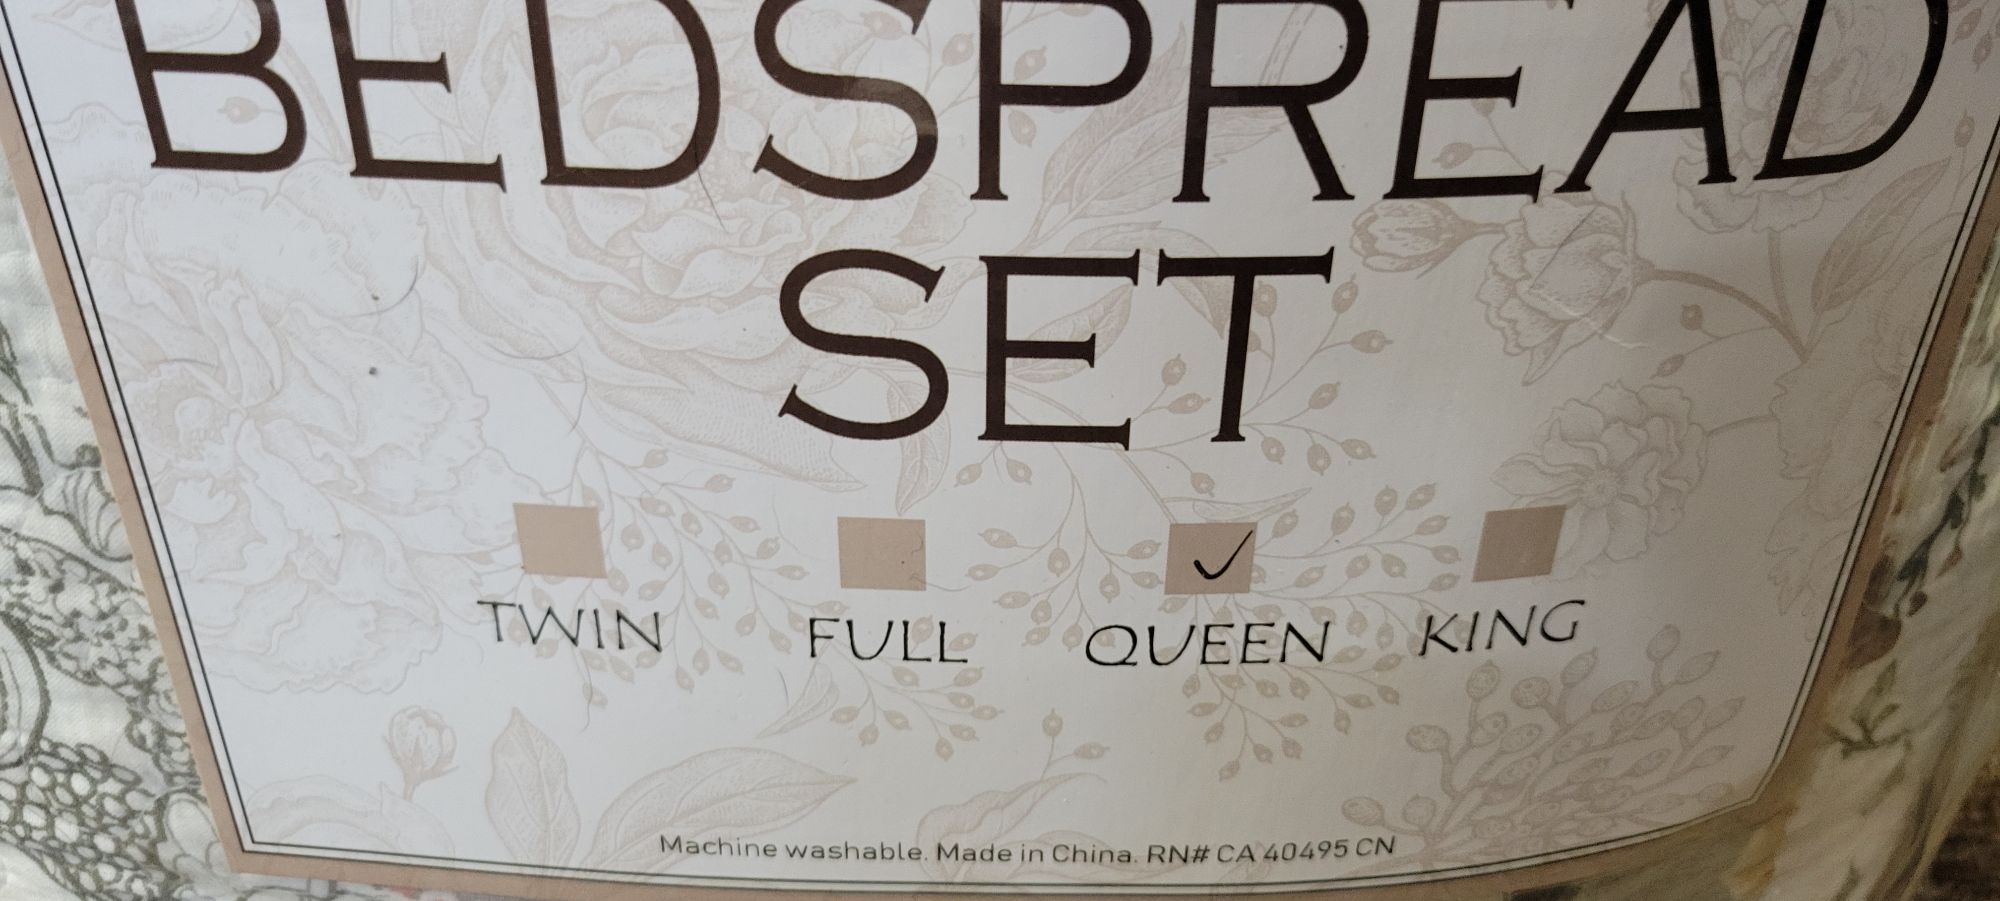 BEDSPREAD
SET
TWIN FULL QUEEN KING
Machine washable. Made in China. RN# CA 40495 CN